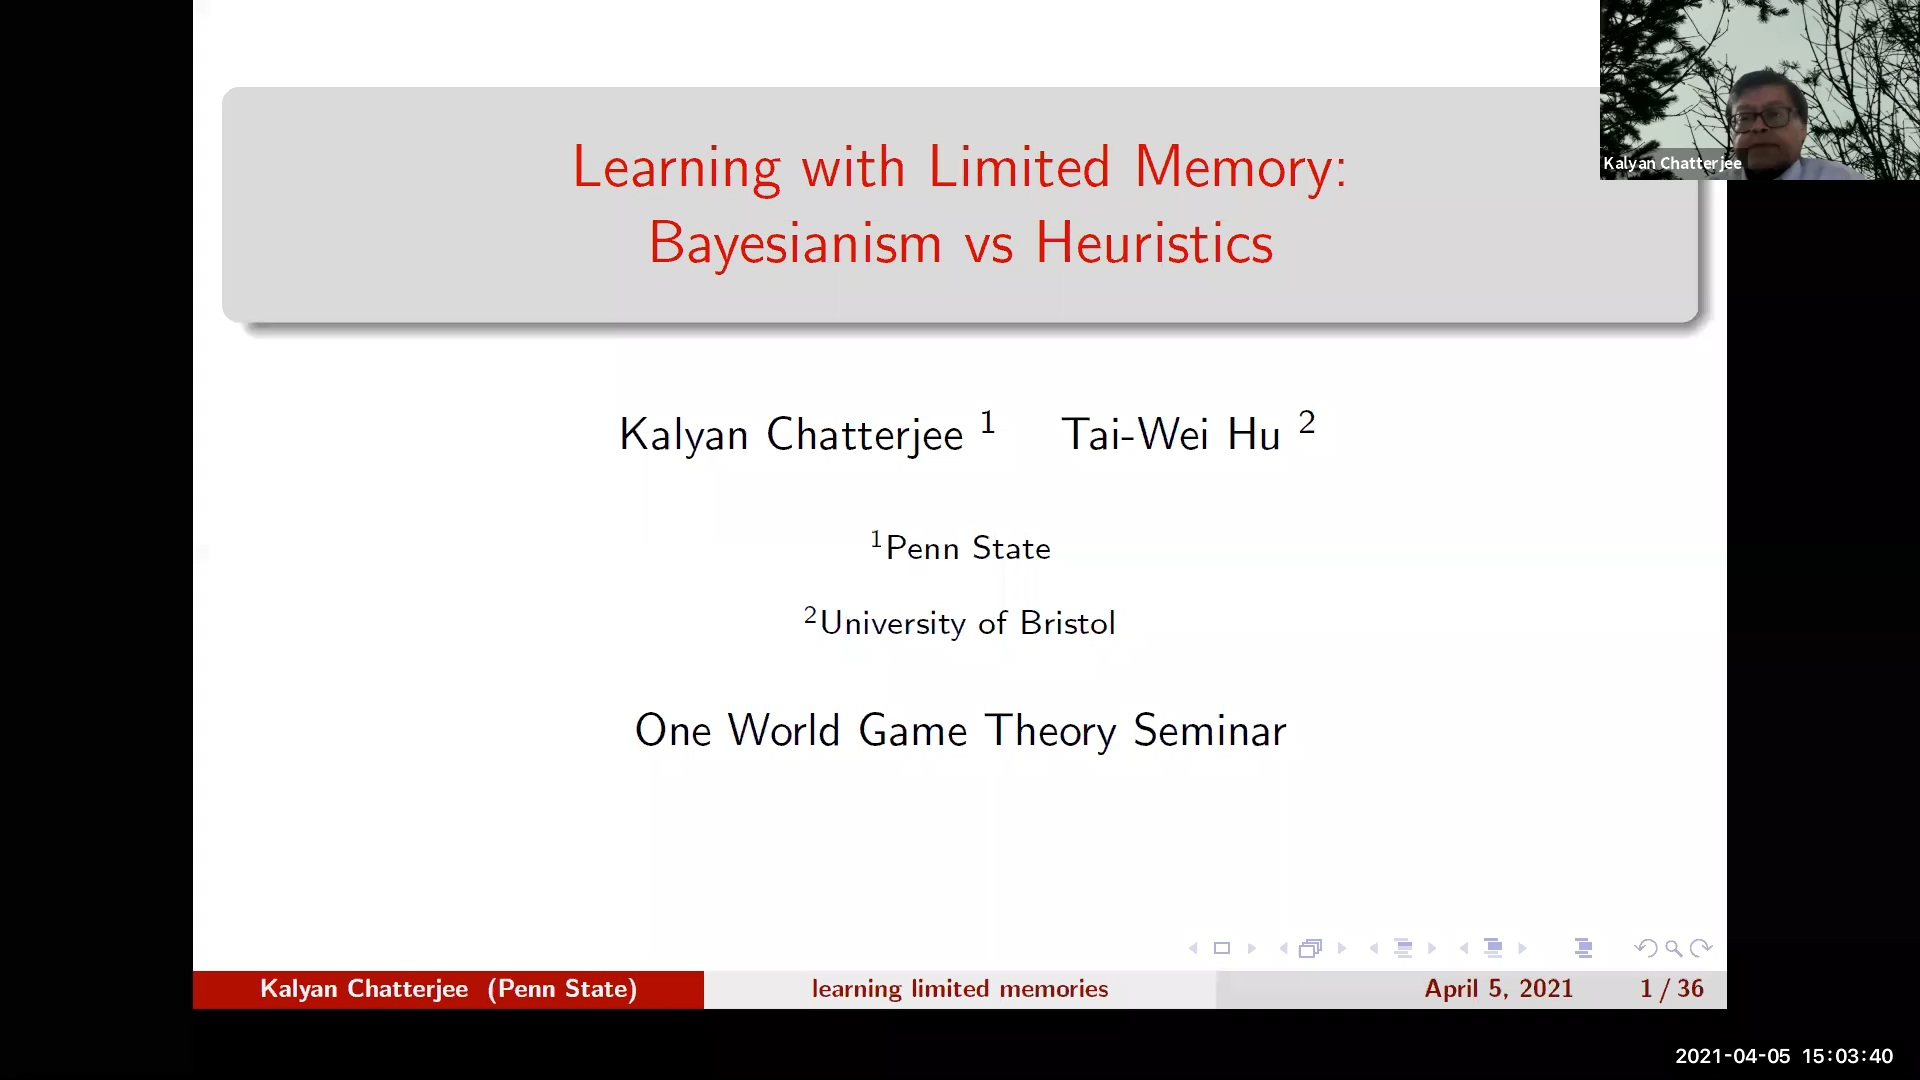 Learning with Limited Memory:
Bayesianism vs Heuristics
Kalyan Chatterjee
Kalyan Chatterjee 1 Tai-Wei Hu 2
1Penn State
2University of Bristol
One World Game Theory Seminar
Kalyan Chatterjee (Penn State) learning limited memories April 5, 2021 1 / 36
2021-04-05 15:03:40